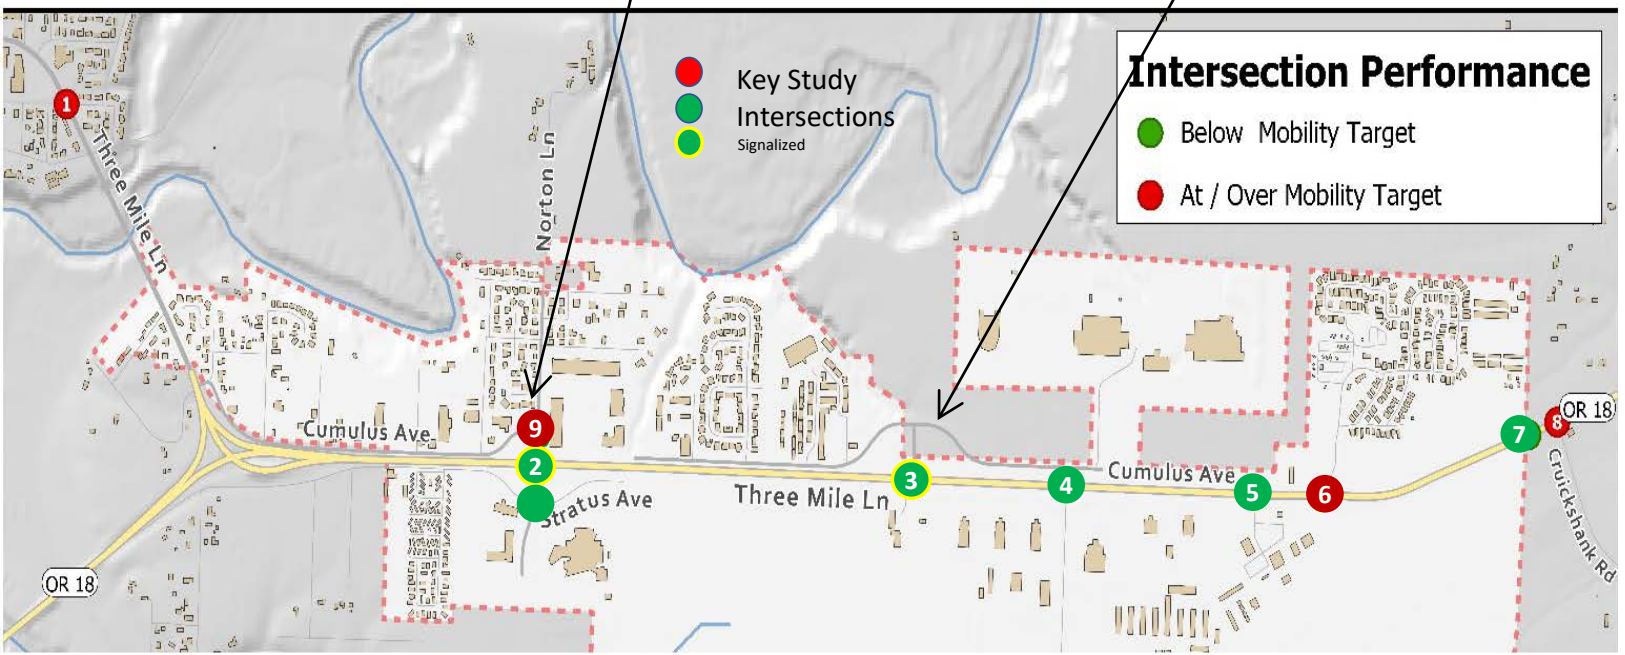 Key Study
Intersections
Signalized
Intersection Performance
Below Mobility Target
At / Over Mobility Target
1
Three Mile Ln
Norton Ln
Cumulus Ave
9
2
Stratus Ave
Three Mile Ln
3
4
Cumulus Ave
5
6
7
8
OR 18
Cruickshank Rd
OR 18